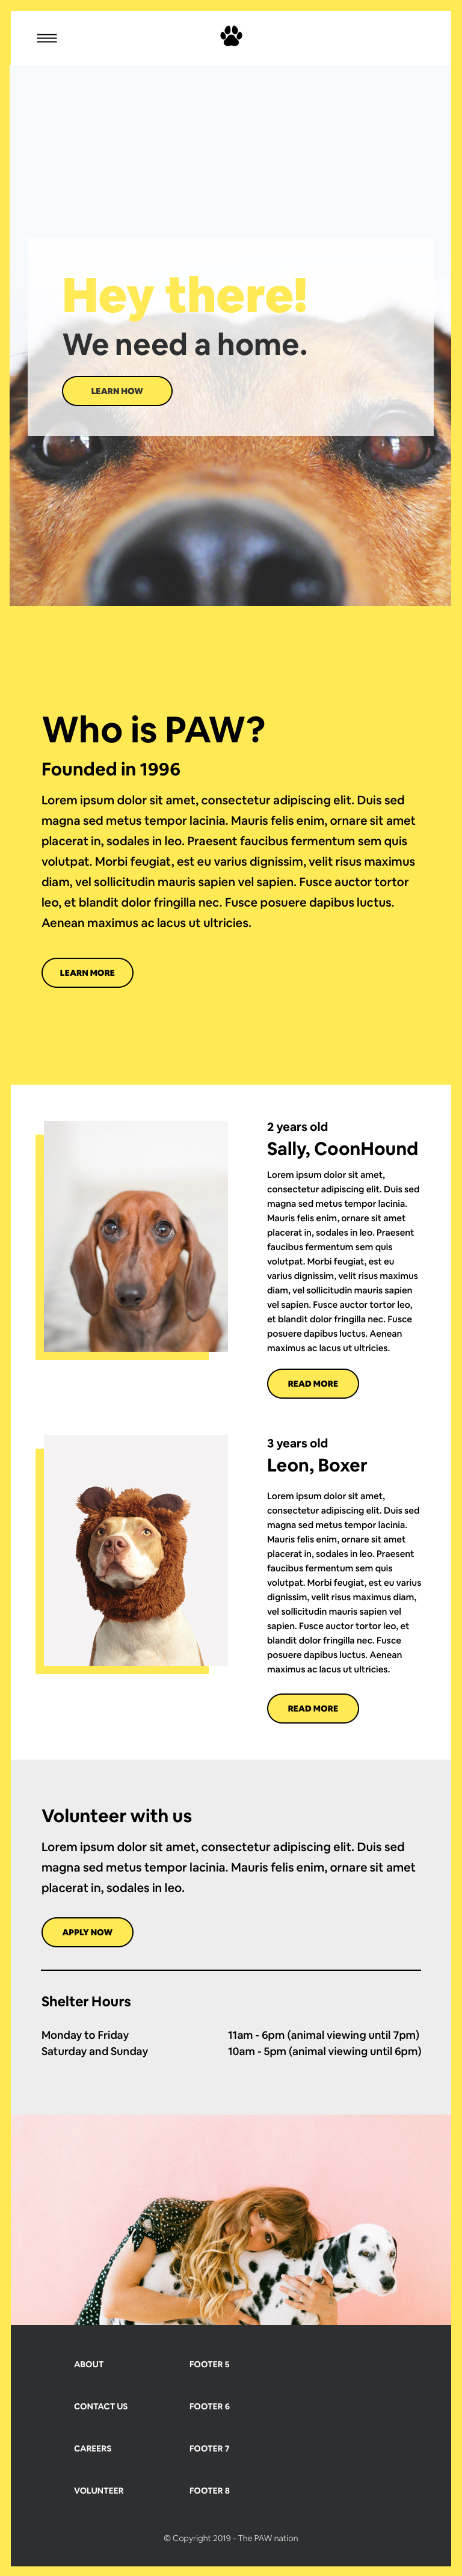 Hey there!
We need a home.
LEARN HOW
Who is PAW?
Founded in 1996
Lorem ipsum dolor sit amet, consectetur adipiscing elit. Duis sed
magna sed metus tempor lacinia. Mauris felis enim, ornare sit amet
placerat in, sodales in leo. Praesent faucibus fermentum sem quis
volutpat. Morbi feugiat, est eu varius dignissim, velit risus maximus
diam, vel sollicitudin mauris sapien vel sapien. Fusce auctor tortor
leo, et blandit dolor fringilla nec. Fusce posuere dapibus luctus.
Aenean maximus ac lacus ut ultricies.
LEARN MORE
2 years old
Sally, CoonHound
Lorem ipsum dolor sit amet,
consectetur adipiscing elit. Duis sed
magna sed metus tempor lacinia.
Mauris felis enim, ornare sit amet
placerat in, sodales in leo. Praesent
faucibus fermentum sem quis
volutpat. Morbi feugiat, est eu
varius dignissim, velit risus maximus
diam, vel sollicitudin mauris sapien
vel sapien. Fusce auctor tortor leo,
et blandit dolor fringilla nec. Fusce
posuere dapibus luctus. Aenean
maximus ac lacus ut ultricies.
READ MORE
3 years old
Leon, Boxer
Lorem ipsum dolor sit amet,
consectetur adipiscing elit. Duis sed
magna sed metus tempor lacinia.
Mauris felis enim, ornare sit amet
placerat in, sodales in leo. Praesent
faucibus fermentum sem quis
volutpat. Morbi feugiat, est eu varius
dignissim, velit risus maximus diam,
vel sollicitudin mauris sapien vel
sapien. Fusce auctor tortor leo, et
blandit dolor fringilla nec. Fusce
posuere dapibus luctus. Aenean
maximus ac lacus ut ultricies.
READ MORE
Volunteer with us
Lorem ipsum dolor sit amet, consectetur adipiscing elit. Duis sed
magna sed metus tempor lacinia. Mauris felis enim, ornare sit amet
placerat in, sodales in leo.
APPLY NOW
Shelter Hours
Monday to Friday 11am - 6pm (animal viewing until 7pm)
Saturday and Sunday 10am - 5pm (animal viewing until 6pm)
ABOUT FOOTER 5
CONTACT US FOOTER 6
CAREERS FOOTER 7
VOLUNTEER FOOTER 8
© Copyright 2019 - The PAW nation